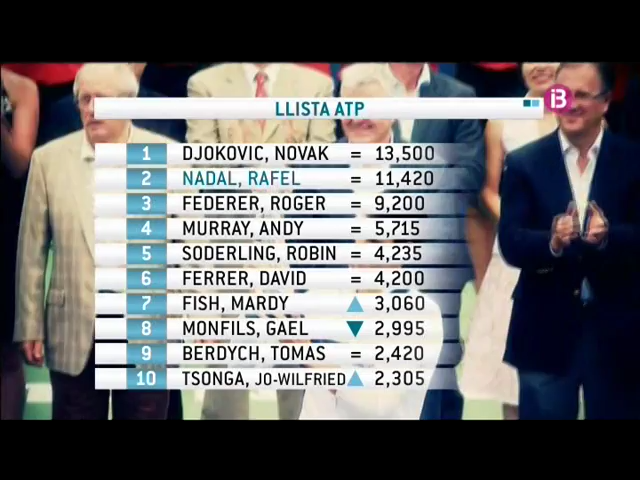 LLISTA ATP
iB3
1 DJOKOVIC, NOVAK = 13,500
2 NADAL, RAFEL = 11,420
3 FEDERER, ROGER = 9,200
4 MURRAY, ANDY = 5,715
5 SODERLING, ROBIN = 4,235
6 FERRER, DAVID = 4,200
7 FISH, MARDY ▲ 3,060
8 MONFILS, GAEL ▼ 2,995
9 BERDYCH, TOMAS = 2,420
10 TSONGA, JO-WILFRIED ▲ 2,305